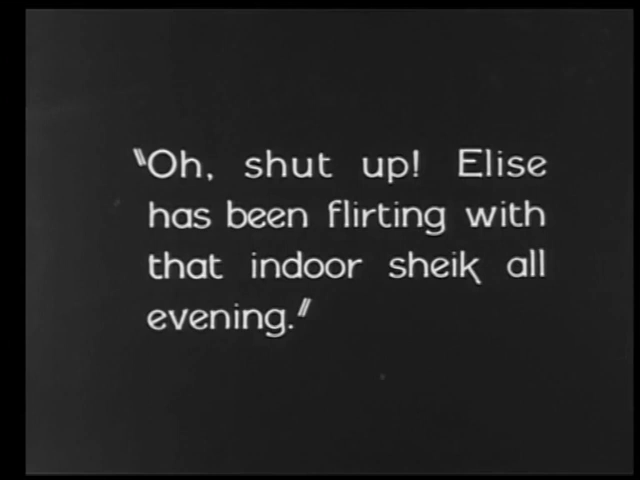 "Oh, shut up! Elise
has been flirting with
that indoor sheik all
evening."